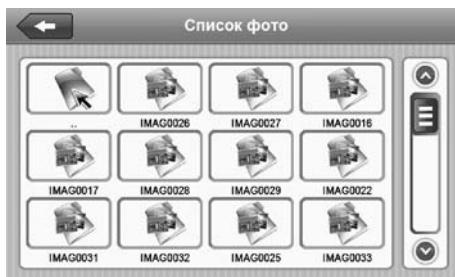 Список фото
.. IMAG0026 IMAG0027 IMAG0016
IMAG0017 IMAG0028 IMAG0029 IMAG0022
IMAG0031 IMAG0032 IMAG0025 IMAG0033